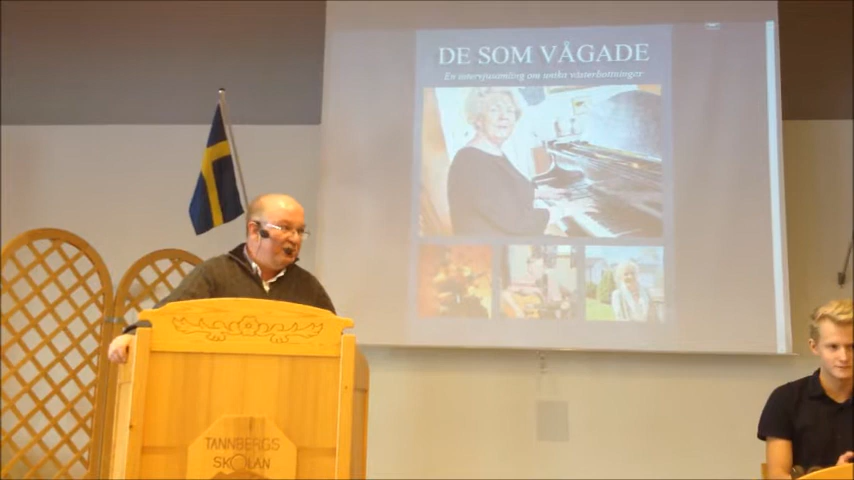 DE SOM VÅGADE
En intervjusamling om unika västerbottningar
TANNBERGS
SKOLAN